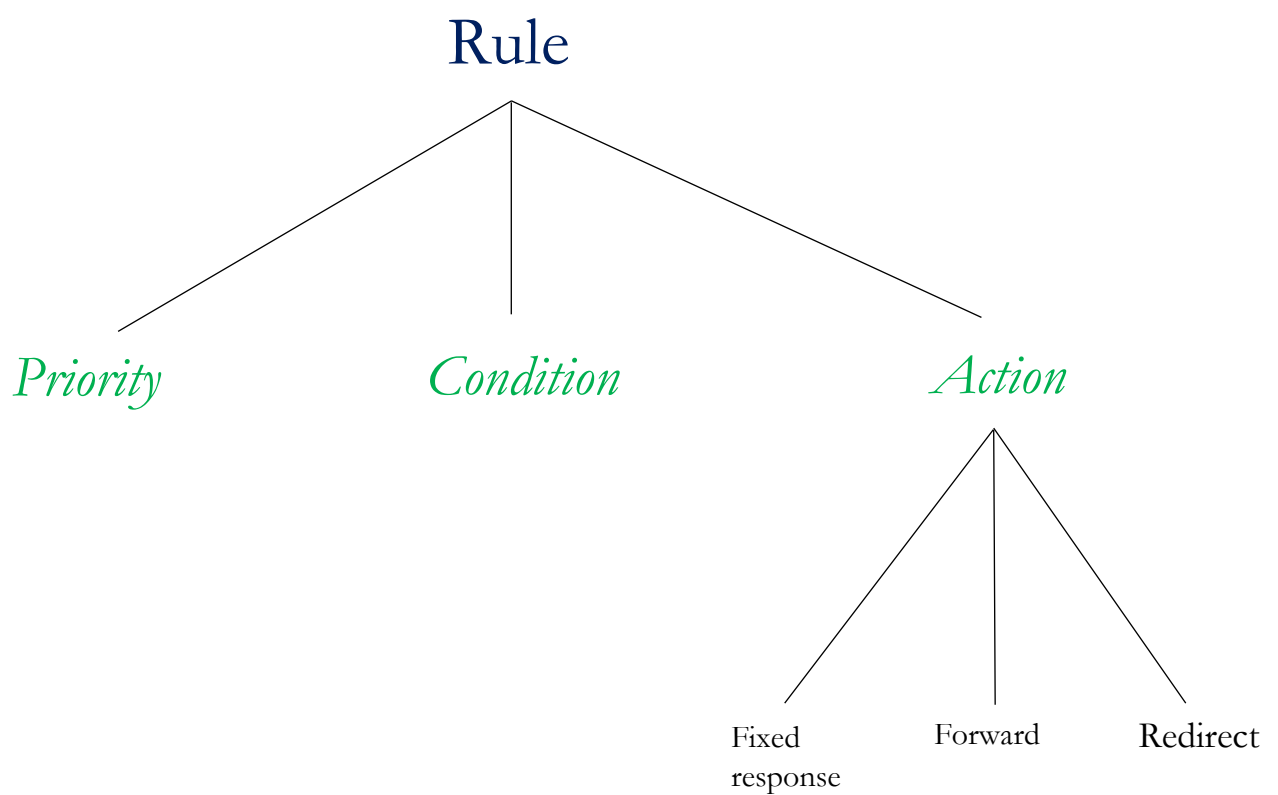 Rule
Priority
Condition
Action
Fixed
response
Forward
Redirect